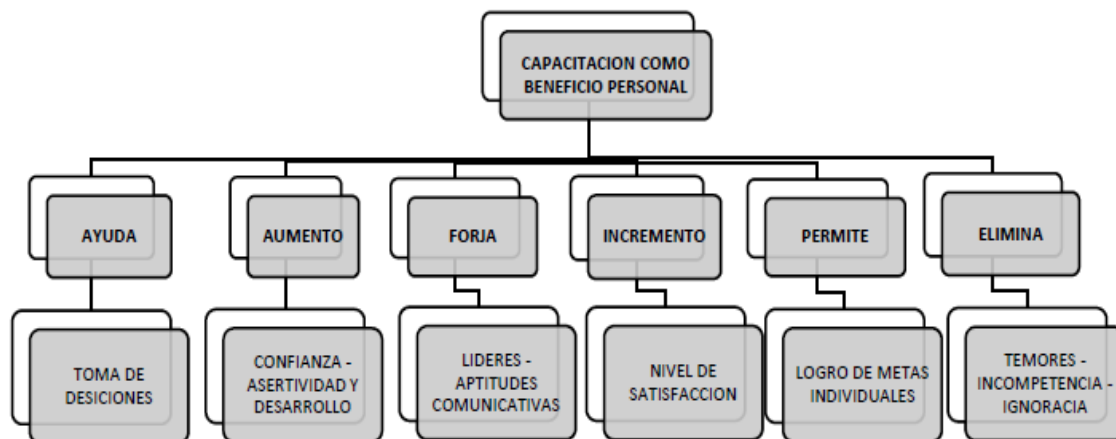 CAPACITACION COMO
BENEFICIO PERSONAL
AYUDA
AUMENTO
FORJA
INCREMENTO
PERMITE
ELIMINA
TOMA DE
DESICIONES
CONFIANZA -
ASERTIVIDAD Y
DESARROLLO
LIDERES -
APTITUDES
COMUNICATIVAS
NIVEL DE
SATISFACCION
LOGRO DE METAS
INDIVIDUALES
TEMORES -
INCOMPETENCIA -
IGNORACIA